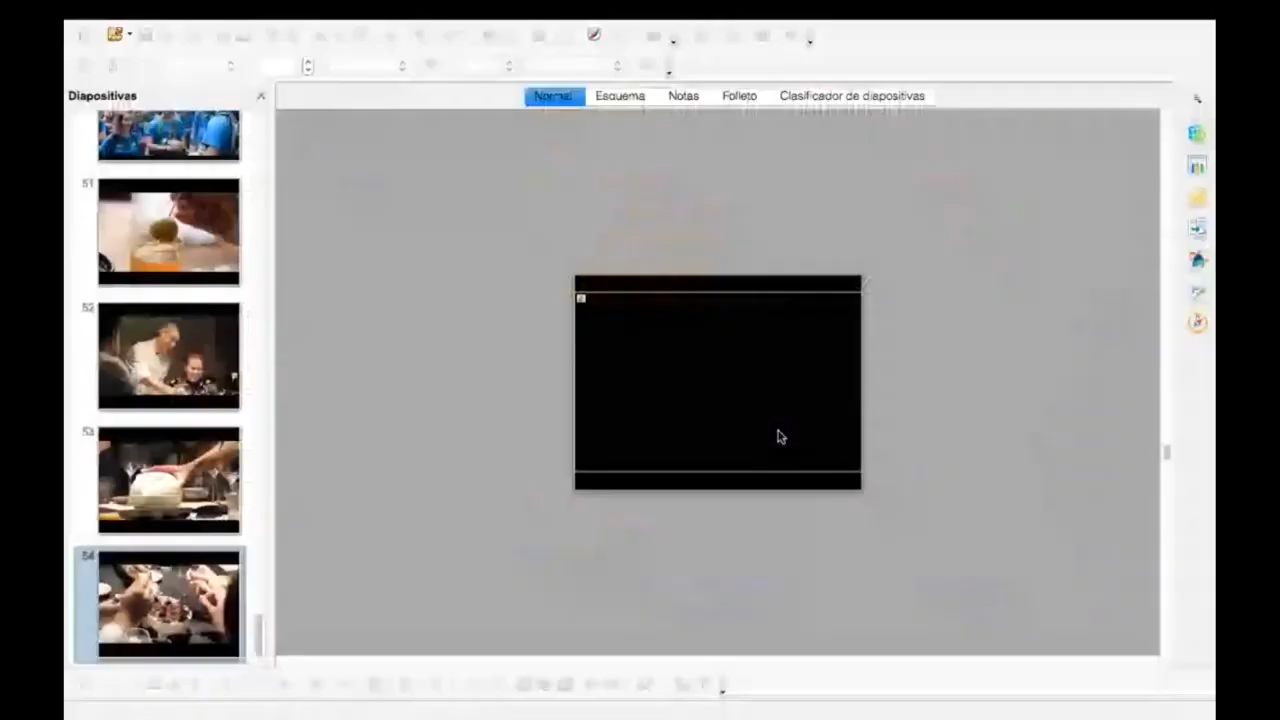 Diapositivas
Normal Esquema Notas Folleto Clasificador de diapositivas
51
52
53
54